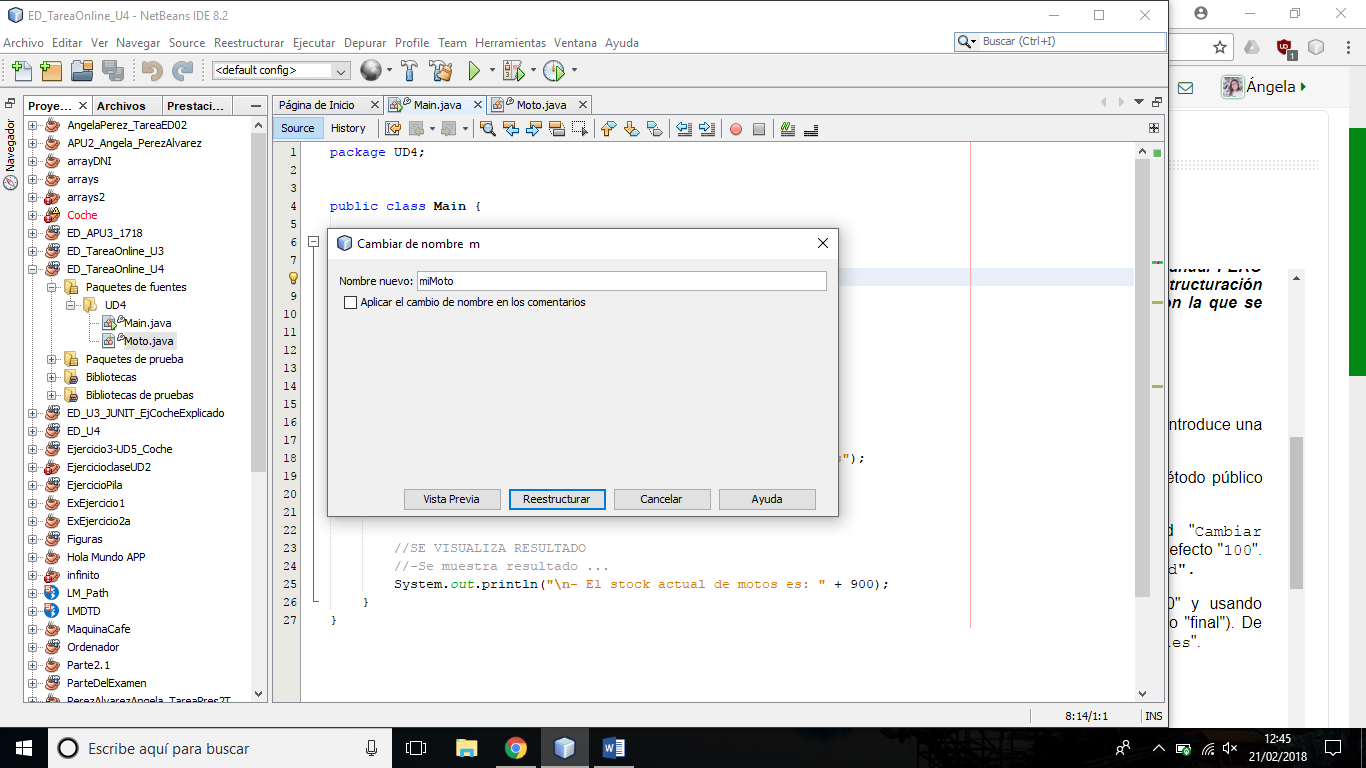 ED_TareaOnline_U4 - NetBeans IDE 8.2
Archivo Editar Ver Navegar Source Reestructurar Ejecutar Depurar Profile Team Herramientas Ventana Ayuda
Buscar (Ctrl+I)
<default config>
Proye... Archivos Prestaci...
Página de Inicio Main.java Moto.java
Source History
Navegador
AngelaPerez_TareaED02
APU2_Angela_PerezAlvarez
arrayDNI
arrays
arrays2
Coche
ED_APU3_1718
ED_TareaOnline_U3
ED_TareaOnline_U4
Paquetes de fuentes
UD4
Main.java
Moto.java
Paquetes de prueba
Bibliotecas
Bibliotecas de pruebas
ED_U3_JUNIT_EjCocheExplicado
ED_U4
Ejercicio3-UD5_Coche
EjercicioclaseUD2
EjercicioPila
ExEjercicio1
ExEjercicio2a
Figuras
Hola Mundo APP
infinito
LM_Path
LMDTD
MaquinaCafe
Ordenador
Parte2.1
ParteDelExamen
PerezAlvarezAngela_TareaPres2T
1 package UD4;
2
3
4 public class Main {
5
6
7
9
10
11
12
13
14
15
16
17
18 ");
19
20
21
22
23 //SE VISUALIZA RESULTADO
24 //-Se muestra resultado ...
25 System.out.println("\n- El stock actual de motos es: " + 900);
26 }
27 }
Cambiar de nombre m
Nombre nuevo: miMoto
Aplicar el cambio de nombre en los comentarios
Vista Previa Reestructurar Cancelar Ayuda
8:14/1:1 INS
1
Ángela
tructuración
n la que se
ntroduce una
étodo público
d "Cambiar
efecto "100".
d".
0" y usando
o "final"). De
es".
Escribe aquí para buscar
12:45
21/02/2018